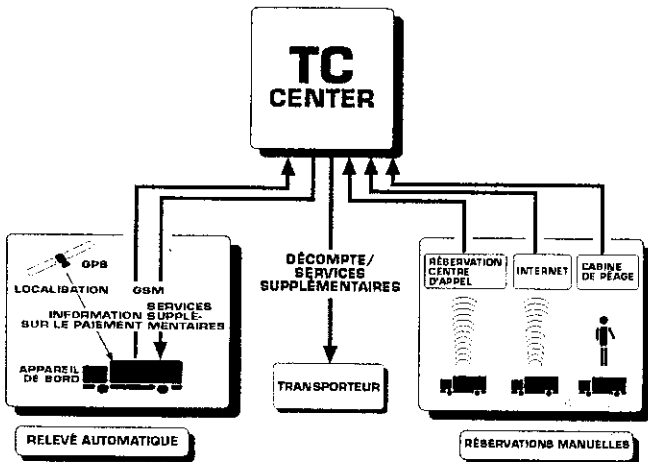 TC
CENTER
GPS
LOCALISATION
GSM
INFORMATION
SUR LE PAISMENT
SERVICES
SUPPLÉ-
MENTAIRES
APPAREIL
DE BORD
RELEVÉ AUTOMATIQUE
DÉCOMPTE/
SERVICES
SUPPLÉMENTAIRES
TRANSPORTEUR
RÉSERVATION
CENTRE
D'APPEL
INTERNET
CABINE
DE PÉAGE
RÉSERVATIONS MANUELLES